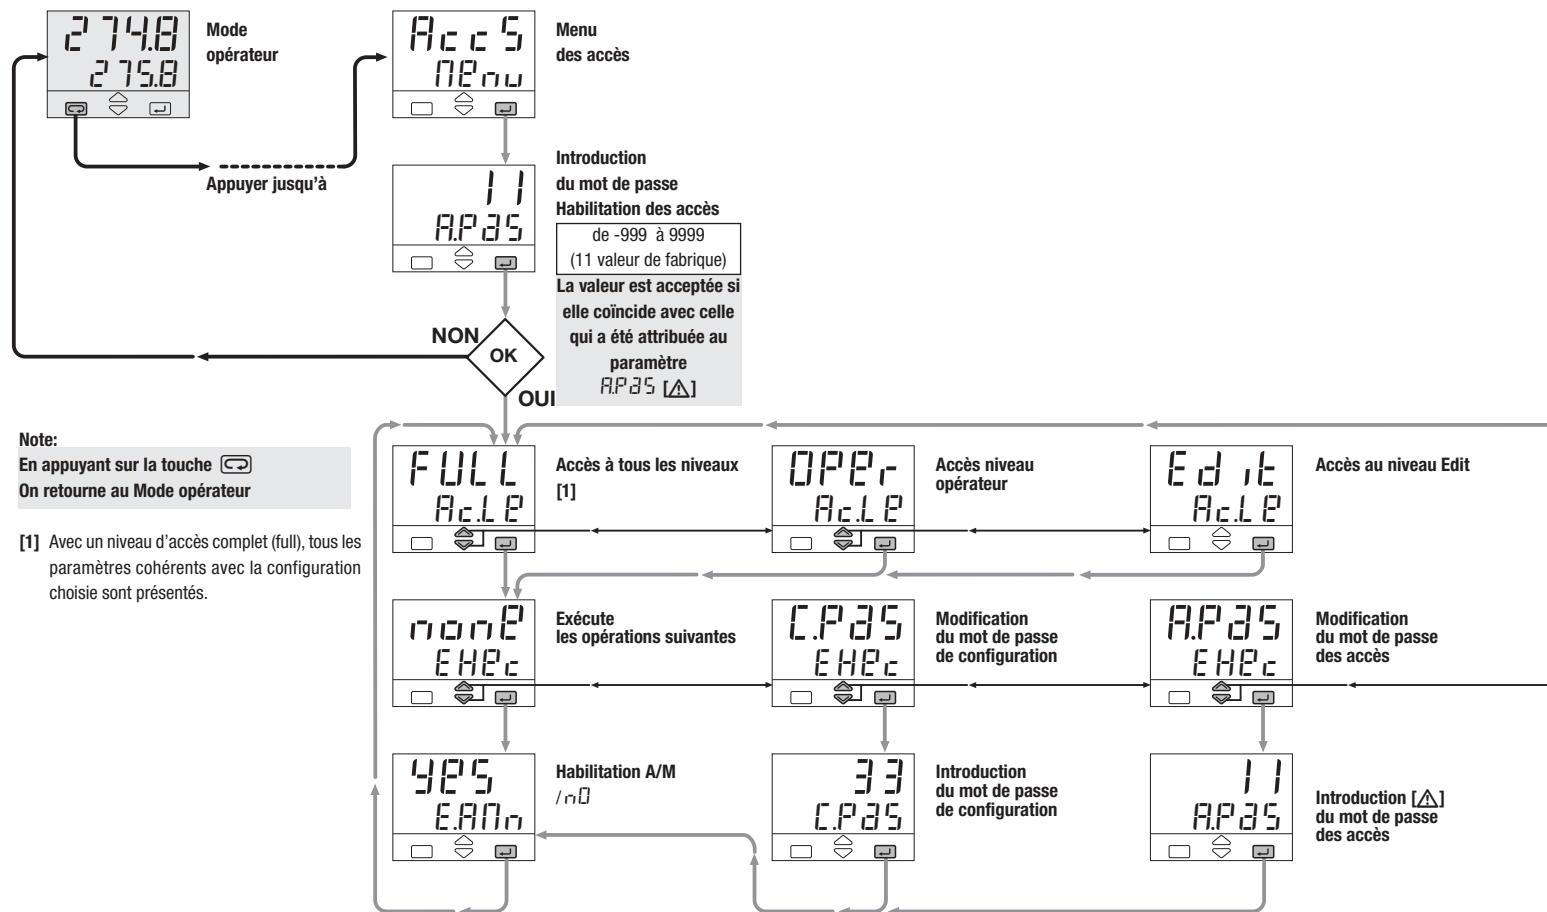 274.8
275.8
Mode
opérateur
Appuyer jusqu'à
AccS
Menu
Menu
des accès
11
A.PaS
Introduction
du mot de passe
Habilitation des accès
de -999 à 9999
(11 valeur de fabrique)
La valeur est acceptée si
elle coïncide avec celle
qui a été attribuée au
paramètre
A.PaS [⚠]
NON
OK
OUI
Note:
En appuyant sur la touche
On retourne au Mode opérateur
[1] Avec un niveau d'accès complet (full), tous les
paramètres cohérents avec la configuration
choisie sont présentés.
FULL
Ac.Le
Accès à tous les niveaux
[1]
OPEr
Ac.Le
Accès niveau
opérateur
Edit
Ac.Le
Accès au niveau Edit
nonE
EHEc
Exécute
les opérations suivantes
C.PaS
EHEc
Modification
du mot de passe
de configuration
A.PaS
EHEc
Modification
du mot de passe
des accès
YES
E.AMn
Habilitation A/M
/nO
33
C.PaS
Introduction
du mot de passe
de configuration
11
A.PaS
Introduction [⚠]
du mot de passe
des accès